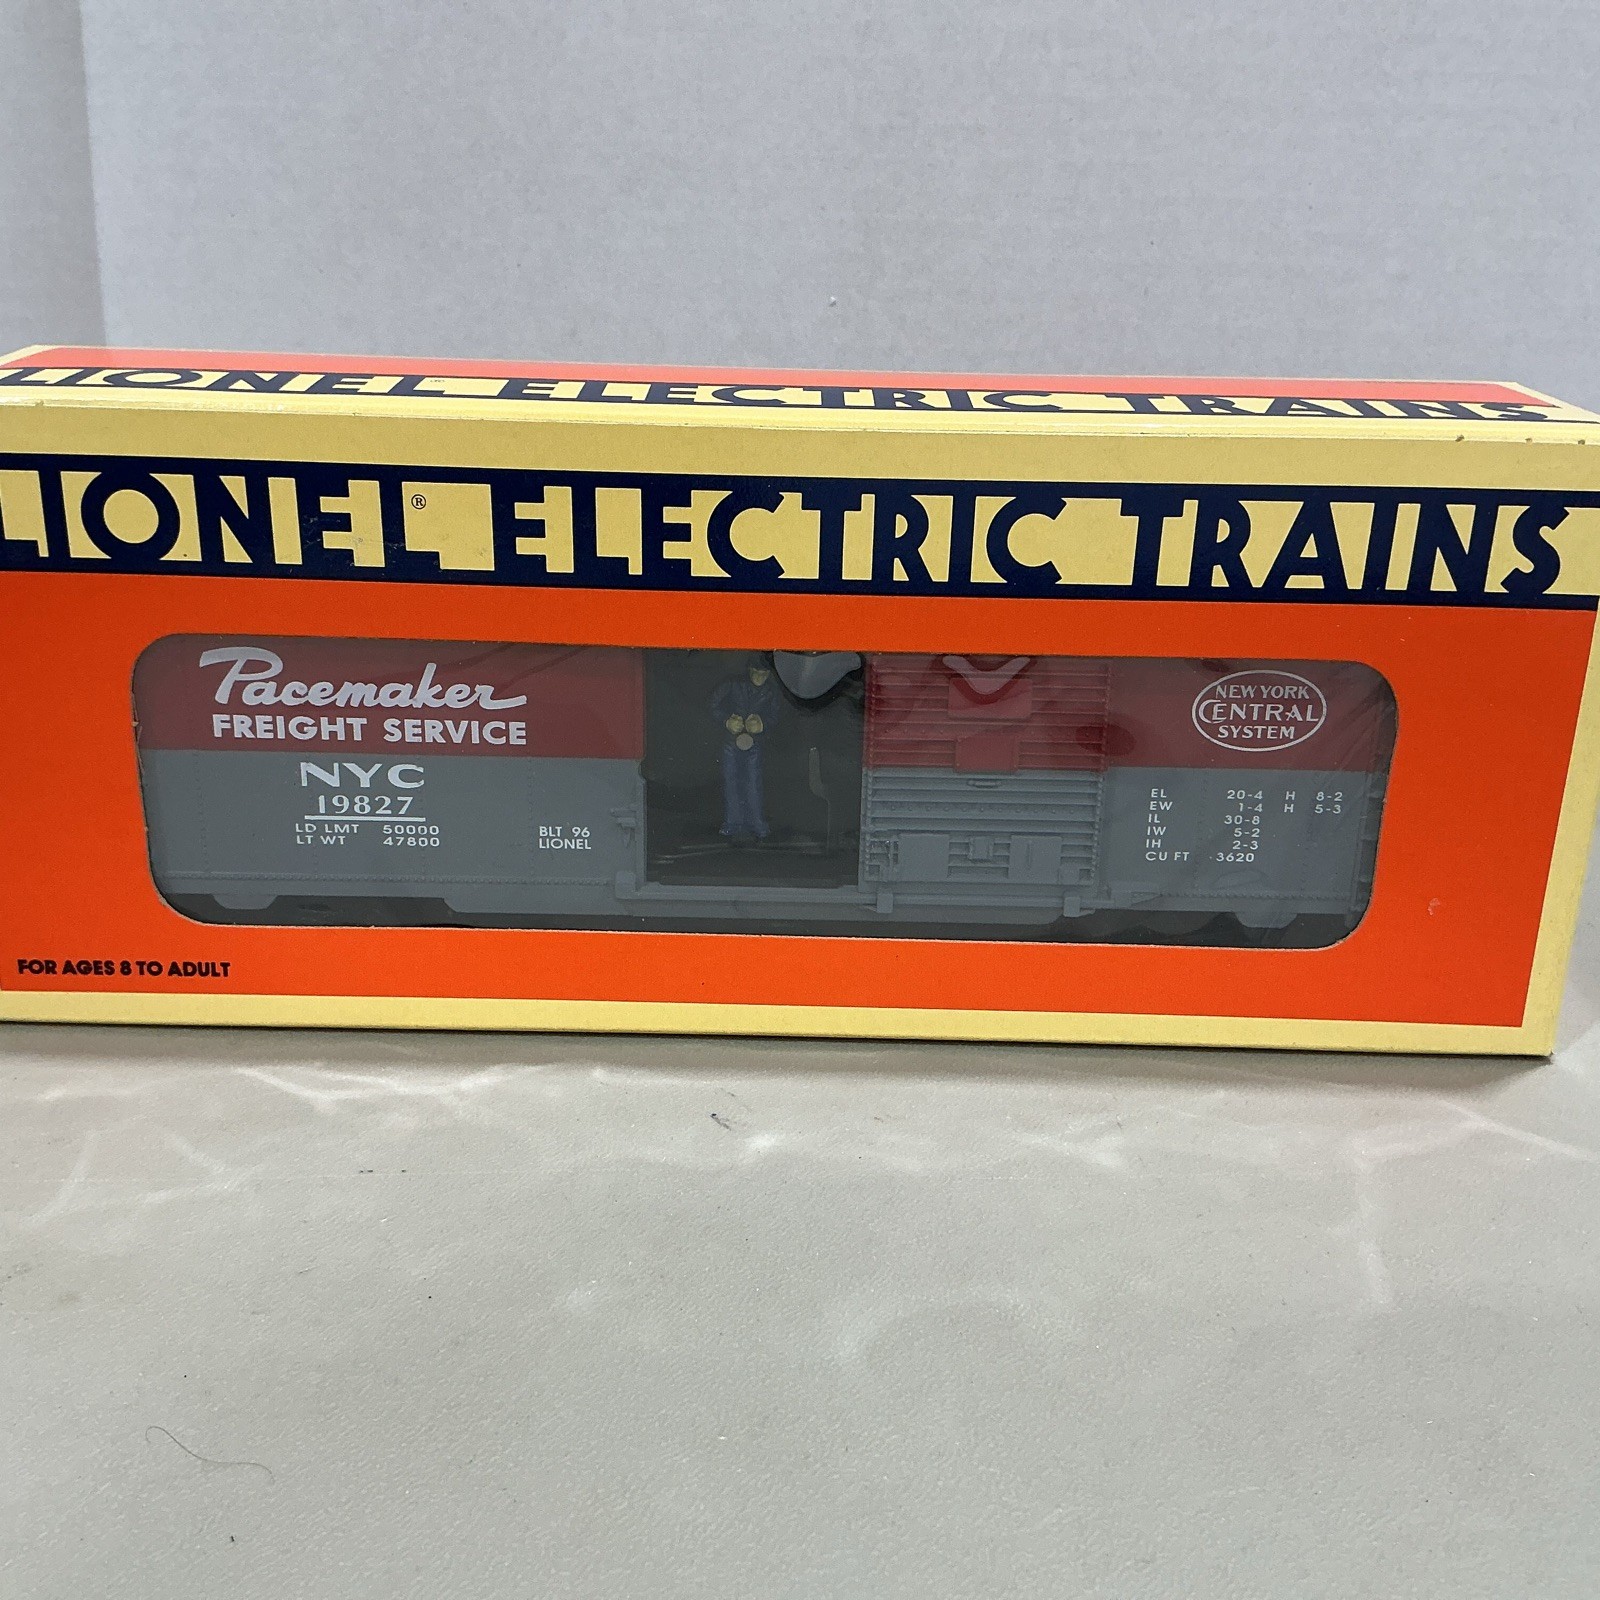 LIONEL® ELECTRIC TRAINS
LIONEL® ELECTRIC TRAINS
Pacemaker
FREIGHT SERVICE
NYC
19827
LD LMT 50000
LT WT 47800
BLT 96
LIONEL
NEW YORK
CENTRAL
SYSTEM
EL 20-4 H 8-2
EW 1-4 H 5-3
IL 30-8
IW 5-2
IH 2-3
CU FT 3620
FOR AGES 8 TO ADULT